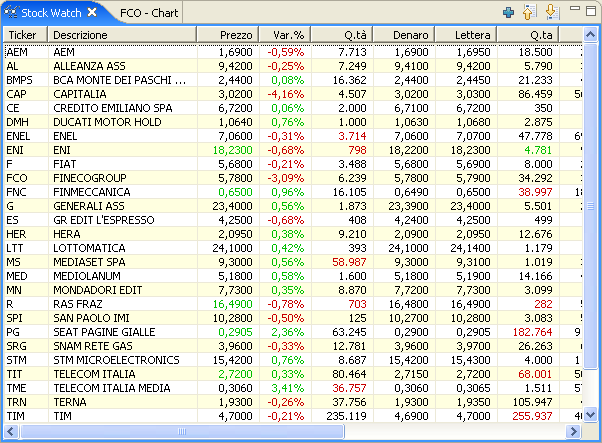 Stock Watch FCO - Chart
Ticker Descrizione Prezzo Var.% Q.tà Denaro Lettera Q.ta
AEM AEM 1,6900 -0,59% 7.713 1,6900 1,6950 18.500
AL ALLEANZA ASS 9,4200 -0,25% 7.249 9,4100 9,4200 5.790
BMPS BCA MONTE DEI PASCHI ... 2,4400 0,08% 16.362 2,4400 2,4450 21.233
CAP CAPITALIA 3,0200 -4,16% 4.507 3,0200 3,0300 86.459
CE CREDITO EMILIANO SPA 6,7200 0,06% 2.000 6,7100 6,7200 350
DMH DUCATI MOTOR HOLD 1,0640 0,76% 1.000 1,0630 1,0680 2.875
ENEL ENEL 7,0600 -0,31% 3.714 7,0600 7,0700 47.778
ENI ENI 18,2300 -0,68% 798 18,2200 18,2300 4.781
F FIAT 5,6800 -0,21% 3.488 5,6800 5,6900 8.000
FCO FINECOGROUP 5,7800 -3,09% 6.239 5,7800 5,7900 34.292
FNC FINMECCANICA 0,6500 0,96% 16.105 0,6490 0,6500 38.997
G GENERALI ASS 23,4000 0,56% 1.873 23,3900 23,4000 5.501
ES GR EDIT L'ESPRESSO 4,2500 -0,68% 408 4,2400 4,2500 499
HER HERA 2,0950 0,38% 9.210 2,0900 2,0950 12.676
LTT LOTTOMATICA 24,1000 0,42% 393 24,1000 24,1400 1.179
MS MEDIASET SPA 9,3000 0,56% 58.987 9,3000 9,3100 1.019
MED MEDIOLANUM 5,1800 0,58% 1.600 5,1800 5,1900 14.166
MN MONDADORI EDIT 7,7300 0,35% 8.870 7,7200 7,7300 3.099
R RAS FRAZ 16,4900 -0,78% 703 16,4800 16,4900 282
SPI SAN PAOLO IMI 10,2800 -0,50% 125 10,2700 10,2800 3.083
PG SEAT PAGINE GIALLE 0,2905 2,36% 63.245 0,2900 0,2905 182.764
SRG SNAM RETE GAS 3,9600 -0,33% 12.781 3,9600 3,9700 26.263
STM STM MICROELECTRONICS 15,4200 0,76% 8.687 15,4200 15,4300 4.000
TIT TELECOM ITALIA 2,7200 0,33% 80.464 2,7150 2,7200 68.001
TME TELECOM ITALIA MEDIA 0,3060 3,41% 36.757 0,3060 0,3065 1.511
TRN TERNA 1,9300 -0,26% 37.756 1,9300 1,9350 105.947
TIM TIM 4,7000 -0,21% 235.119 4,6900 4,7000 255.937